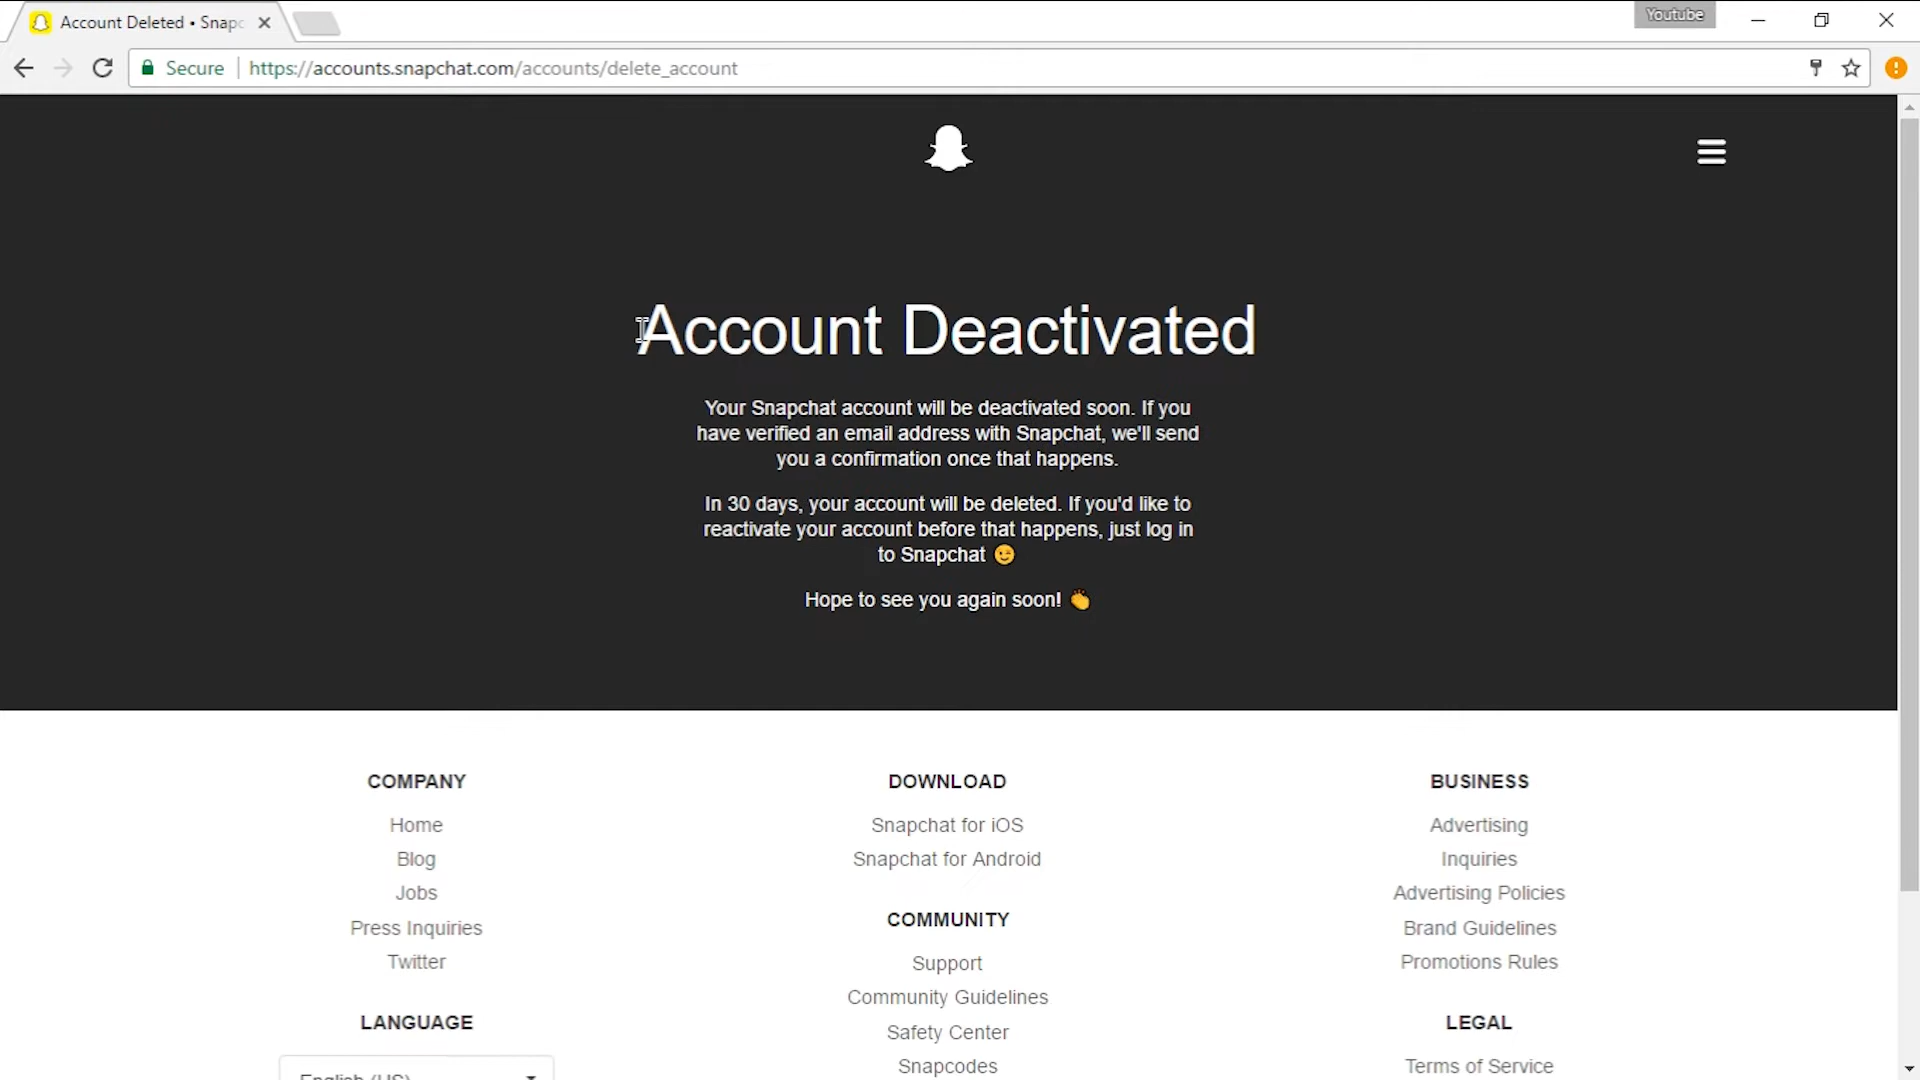 Account Deleted • Snapc
Youtube
Secure
https://accounts.snapchat.com/accounts/delete_account
Account Deactivated
Your Snapchat account will be deactivated soon. If you
have verified an email address with Snapchat, we'll send
you a confirmation once that happens.
In 30 days, your account will be deleted. If you'd like to
reactivate your account before that happens, just log in
to Snapchat 😉
Hope to see you again soon! 👏
COMPANY
Home
Blog
Jobs
Press Inquiries
Twitter
LANGUAGE
English (US)
DOWNLOAD
Snapchat for iOS
Snapchat for Android
COMMUNITY
Support
Community Guidelines
Safety Center
Snapcodes
BUSINESS
Advertising
Inquiries
Advertising Policies
Brand Guidelines
Promotions Rules
LEGAL
Terms of Service